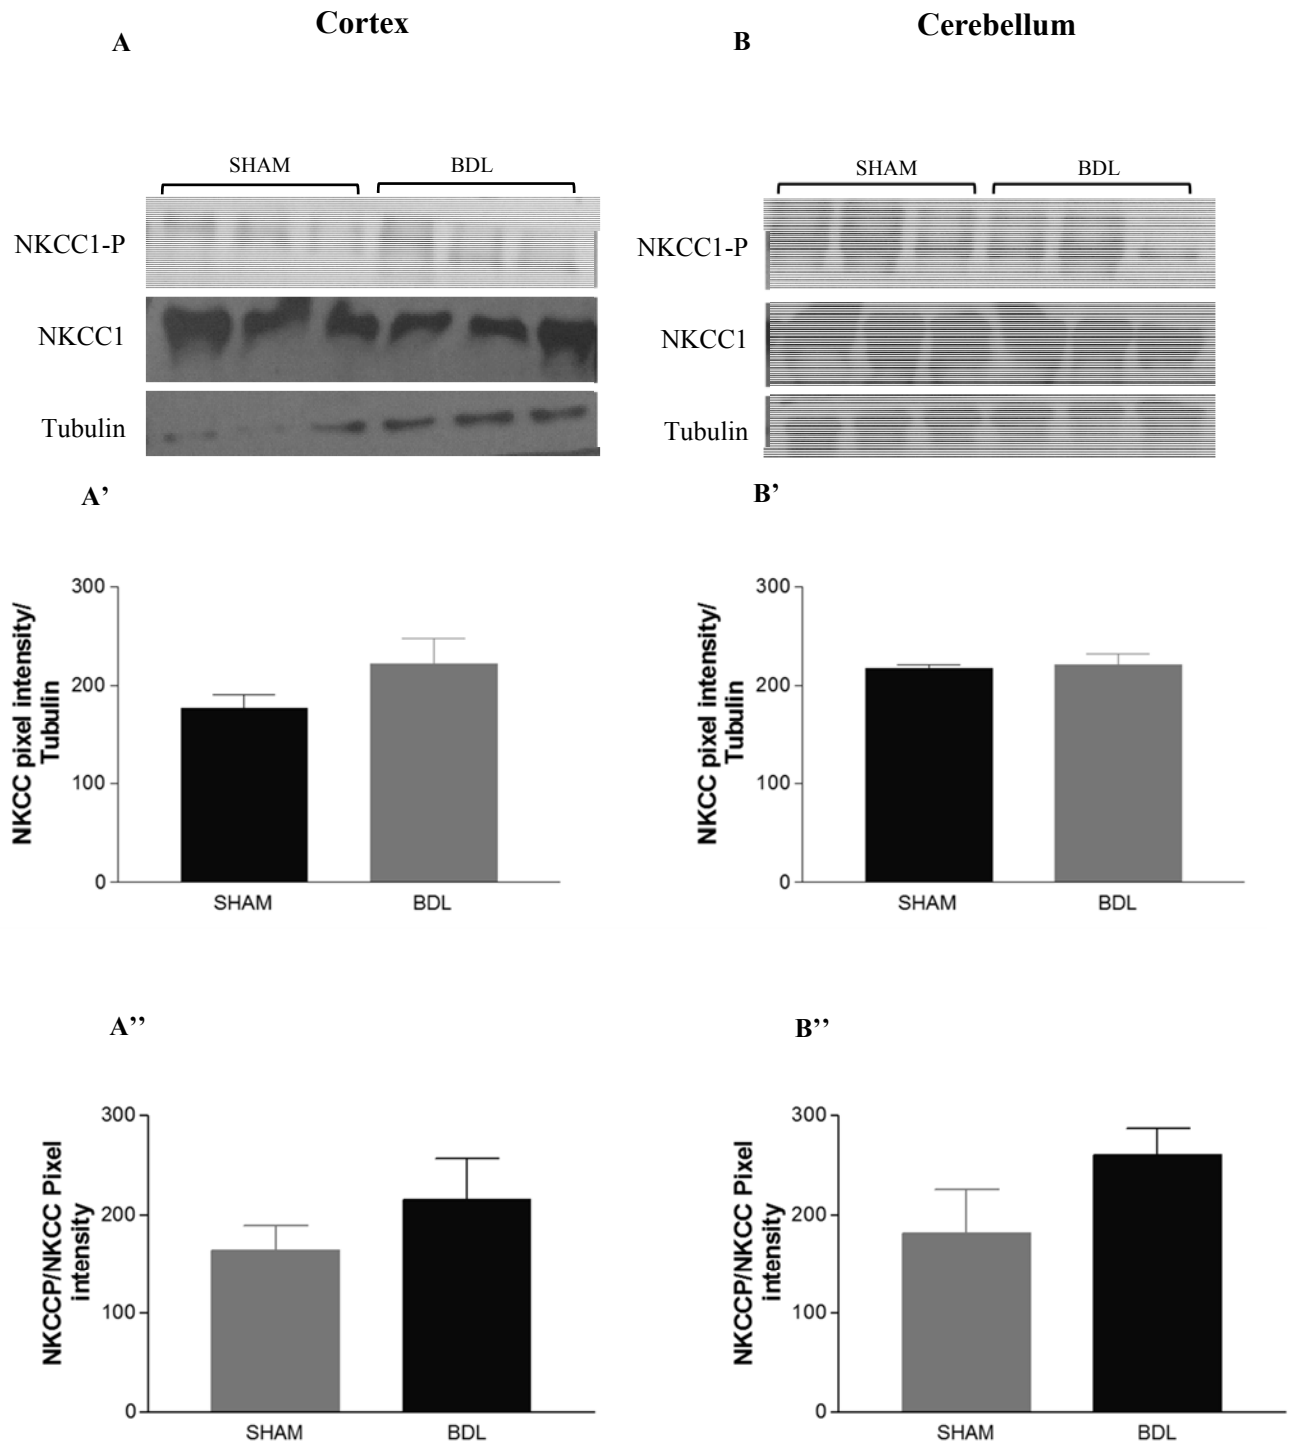 Cortex
Cerebellum
A
B
SHAM
BDL
SHAM
BDL
NKCC1-P
NKCC1
Tubulin
NKCC1-P
NKCC1
Tubulin
A’
B’
NKCC pixel intensity/
Tubulin
300
200
100
0
SHAM
BDL
NKCC pixel intensity/
Tubulin
300
200
100
0
SHAM
BDL
A’’
B’’
NKCCP/NKCC Pixel
intensity
300
200
100
0
SHAM
BDL
NKCCP/NKCC Pixel
intensity
300
200
100
0
SHAM
BDL